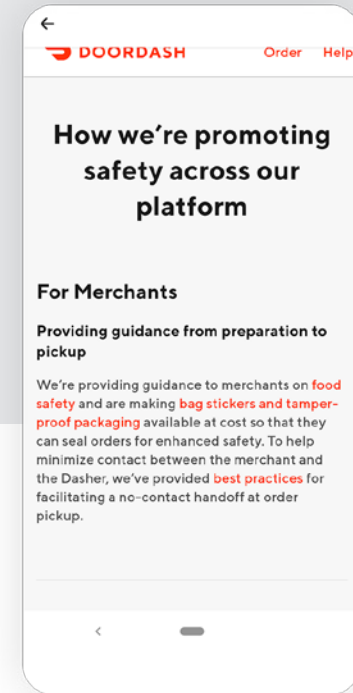 DOORDASH Order Help
How we're promoting
safety across our
platform
For Merchants
Providing guidance from preparation to
pickup
We're providing guidance to merchants on food
safety and are making bag stickers and tamper-
proof packaging available at cost so that they
can seal orders for enhanced safety. To help
minimize contact between the merchant and
the Dasher, we've provided best practices for
facilitating a no-contact handoff at order
pickup.